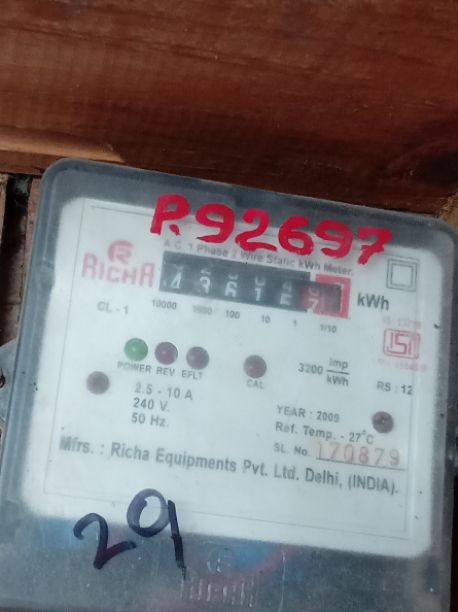 P.92697
A.C. 1 Phase 2 Wire Static kWh Meter.
RICHA
kWh
CL - 1
10000 1000 100 10 1 1/10
ISI
POWER REV. EFLT
CAL
3200 imp/kWh
RS : 12
2.5 - 10 A
240 V.
50 Hz.
YEAR : 2009
Ref. Temp. - 27°C
SL. No. 170879
Mfrs. : Richa Equipments Pvt. Ltd. Delhi, (INDIA).
29